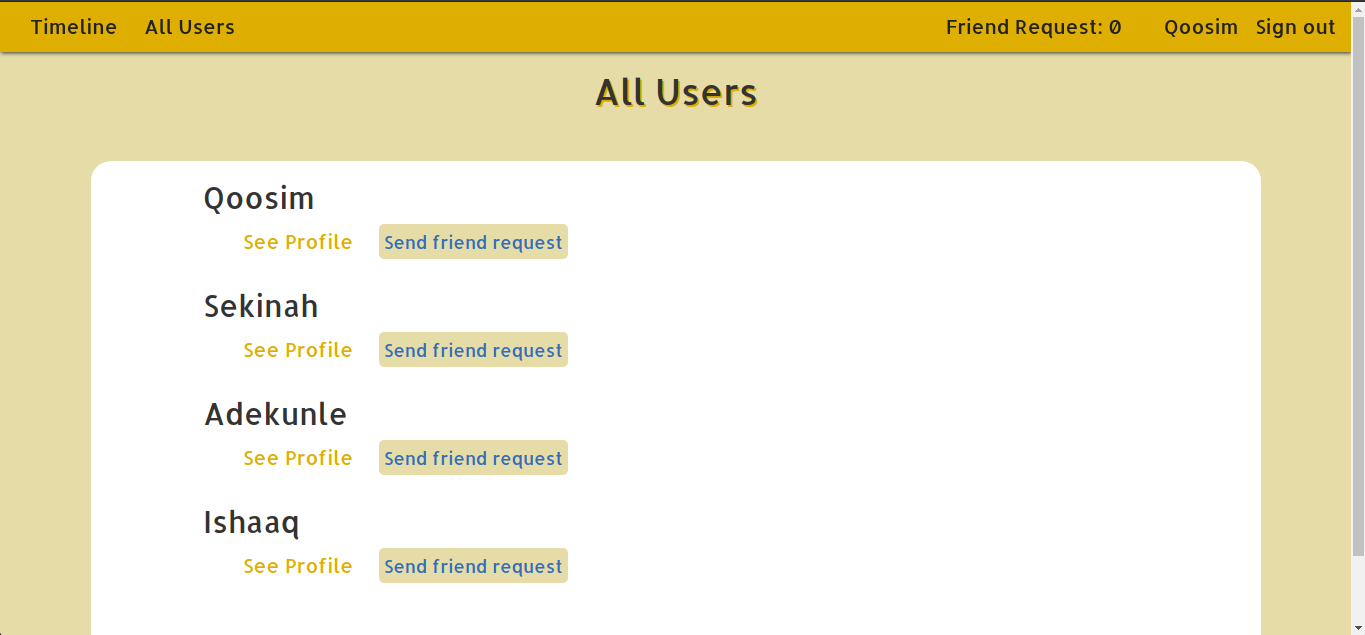 Timeline All Users Friend Request: 0 Qoosim Sign out
All Users
Qoosim
See Profile Send friend request
Sekinah
See Profile Send friend request
Adekunle
See Profile Send friend request
Ishaaq
See Profile Send friend request